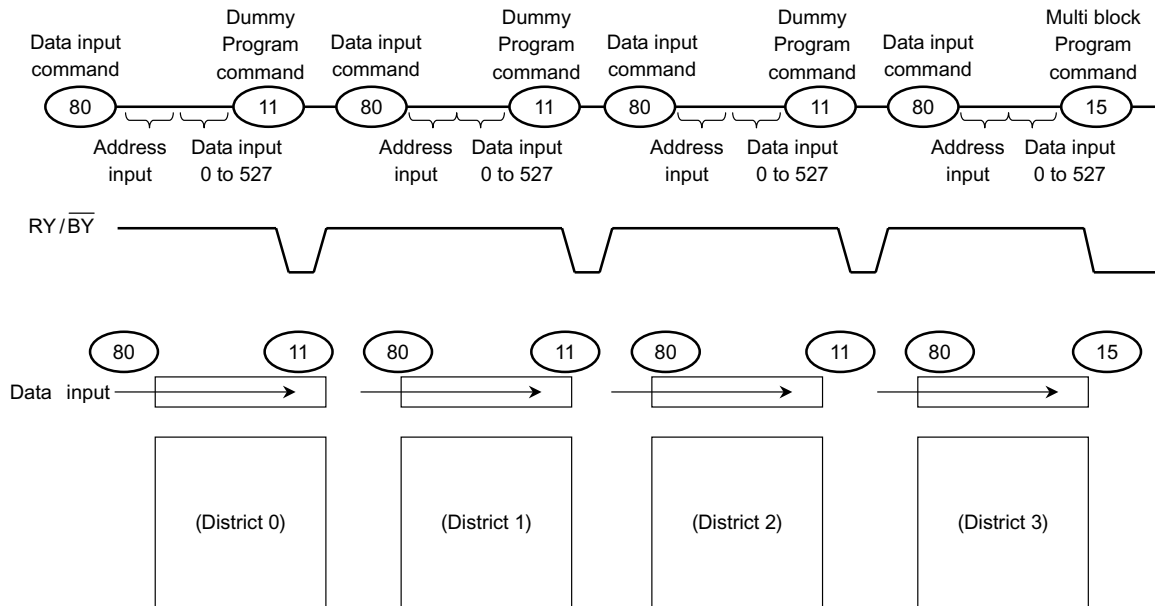 Data input
command
Dummy
Program
command
Data input
command
Dummy
Program
command
Data input
command
Dummy
Program
command
Data input
command
Multi block
Program
command
80
11
80
11
80
11
80
15
Address
input
Data input
0 to 527
Address
input
Data input
0 to 527
Address
input
Data input
0 to 527
Address
input
Data input
0 to 527
RY/B̅Y̅
80
11
80
11
80
11
80
15
Data input
(District 0)
(District 1)
(District 2)
(District 3)